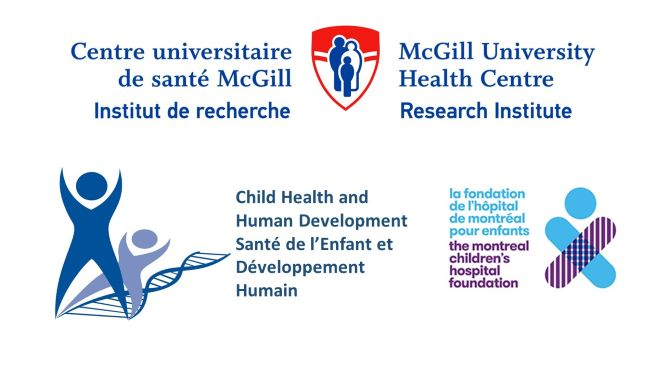 Centre universitaire
de santé McGill
Institut de recherche
McGill University
Health Centre
Research Institute
Child Health and
Human Development
Santé de l’Enfant et
Développement
Humain
la fondation
de l’hôpital
de montréal
pour enfants
the montreal
children’s
hospital
foundation